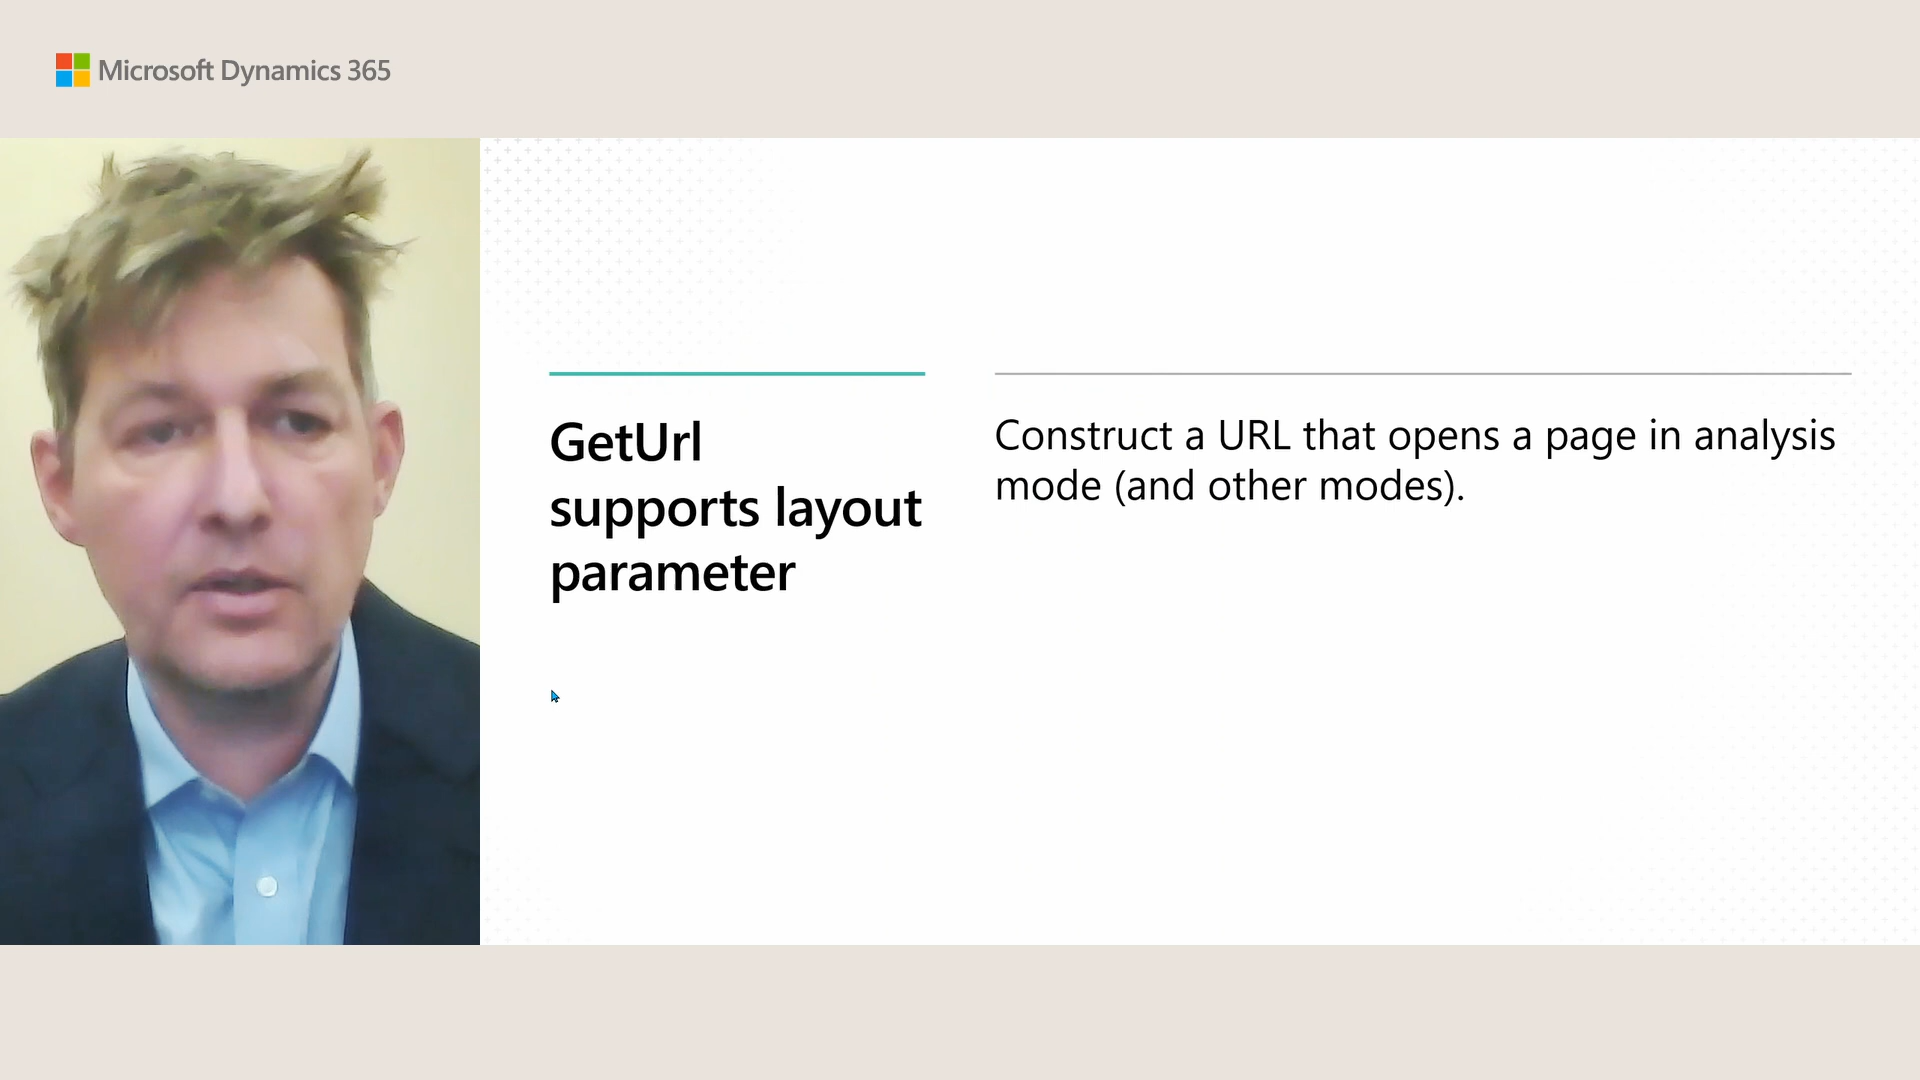 Microsoft Dynamics 365
GetUrl
supports layout
parameter
Construct a URL that opens a page in analysis
mode (and other modes).